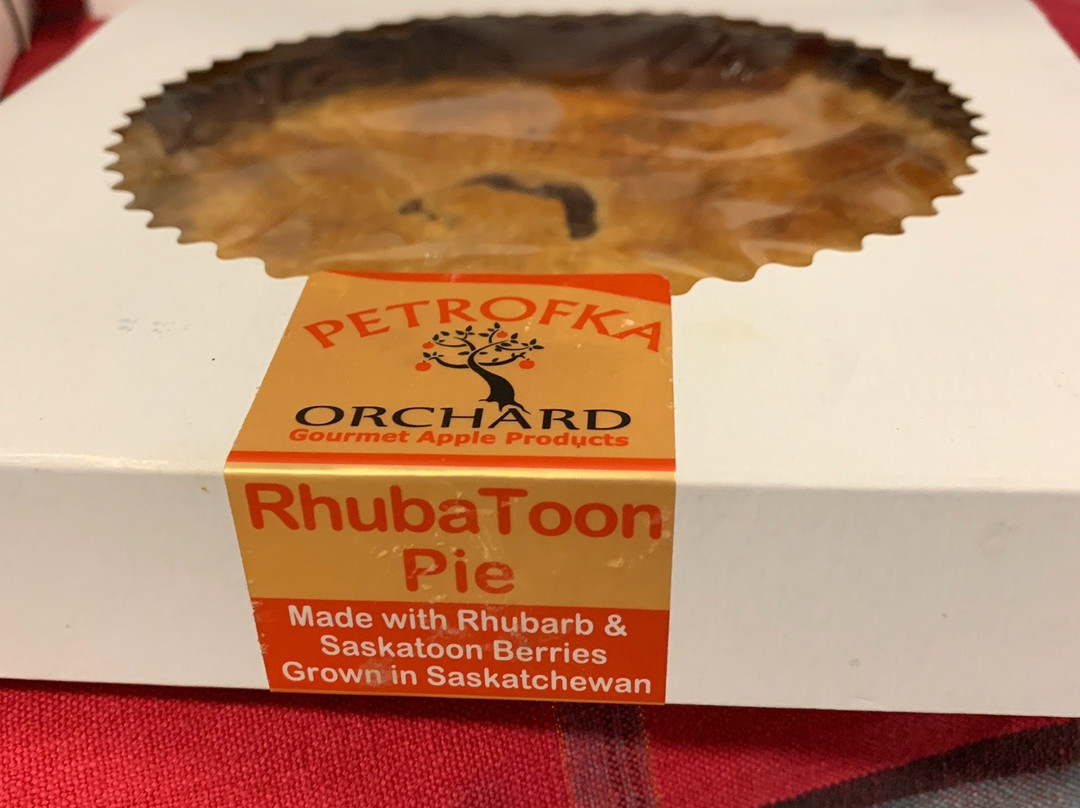 PETROFKA
ORCHARD
Gourmet Apple Products
RhubaToon
Pie
Made with Rhubarb &
Saskatoon Berries
Grown in Saskatchewan